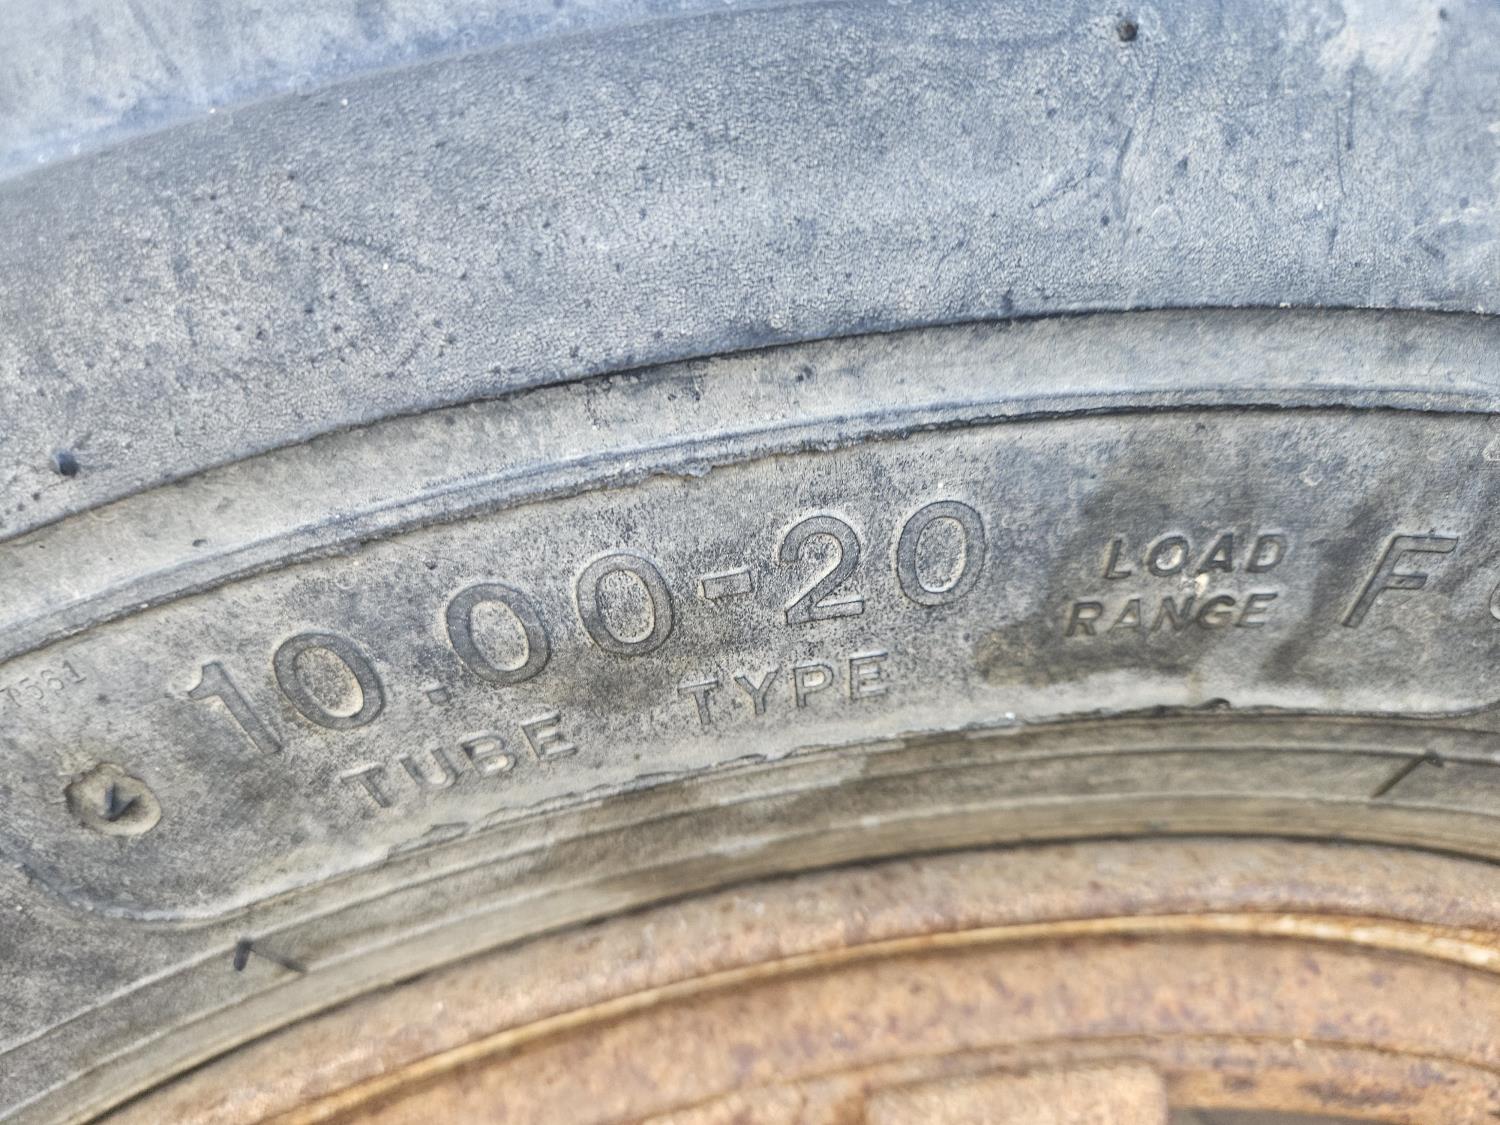 10.00-20
TUBE TYPE
LOAD
RANGE
F